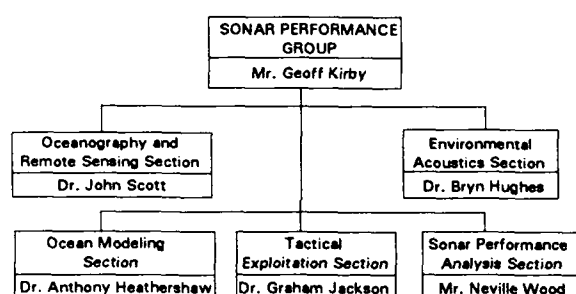 SONAR PERFORMANCE
GROUP
Mr. Geoff Kirby
Oceanography and
Remote Sensing Section
Dr. John Scott
Environmental
Acoustics Section
Dr. Bryn Hughes
Ocean Modeling
Section
Dr. Anthony Heathershaw
Tactical
Exploitation Section
Dr. Graham Jackson
Sonar Performance
Analysis Section
Mr. Neville Wood